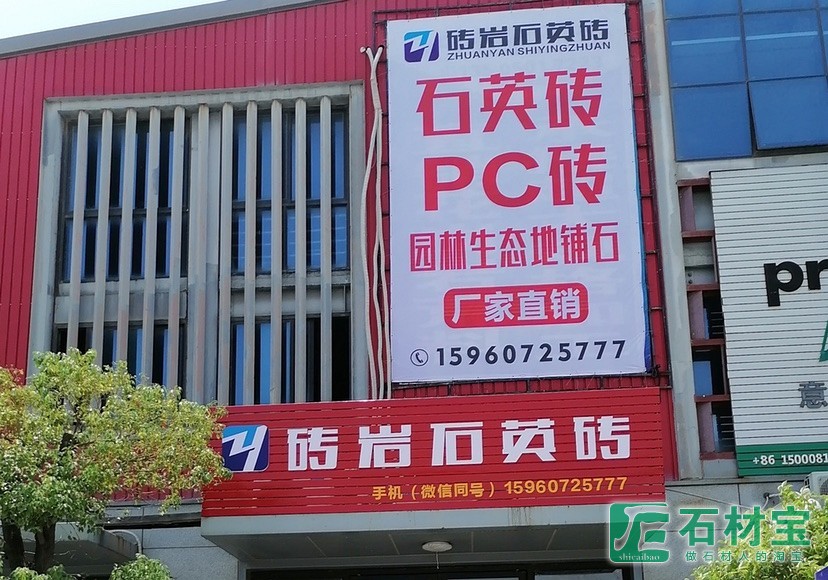 砖岩石英砖
ZHUANYAN SHIYINGZHUAN
石英砖
PC砖
园林生态地铺石
厂家直销
15960725777
砖岩石英砖
手机（微信同号）15960725777
pr
意
+86 150008
石材宝
shicaibao
做石材人的淘宝